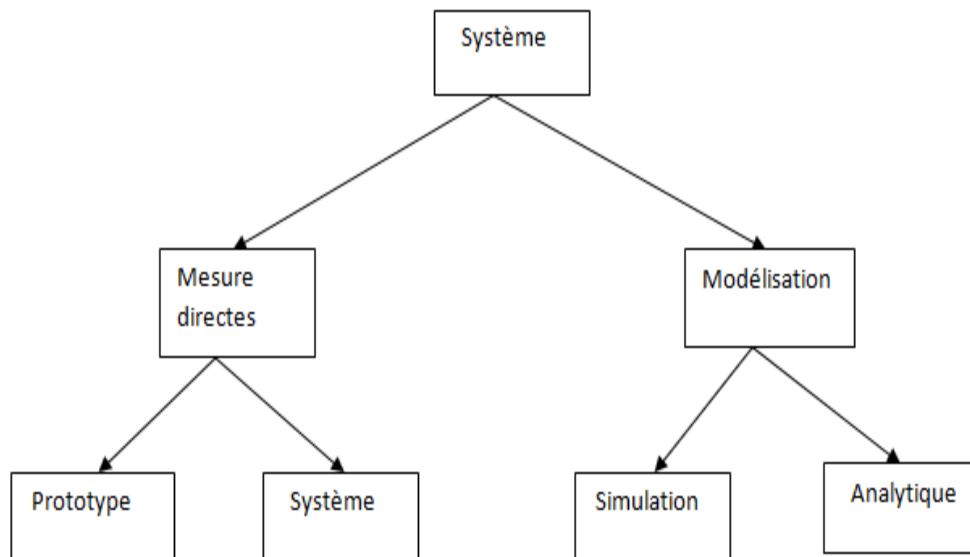 Système
Mesure
directes
Modélisation
Prototype
Système
Simulation
Analytique